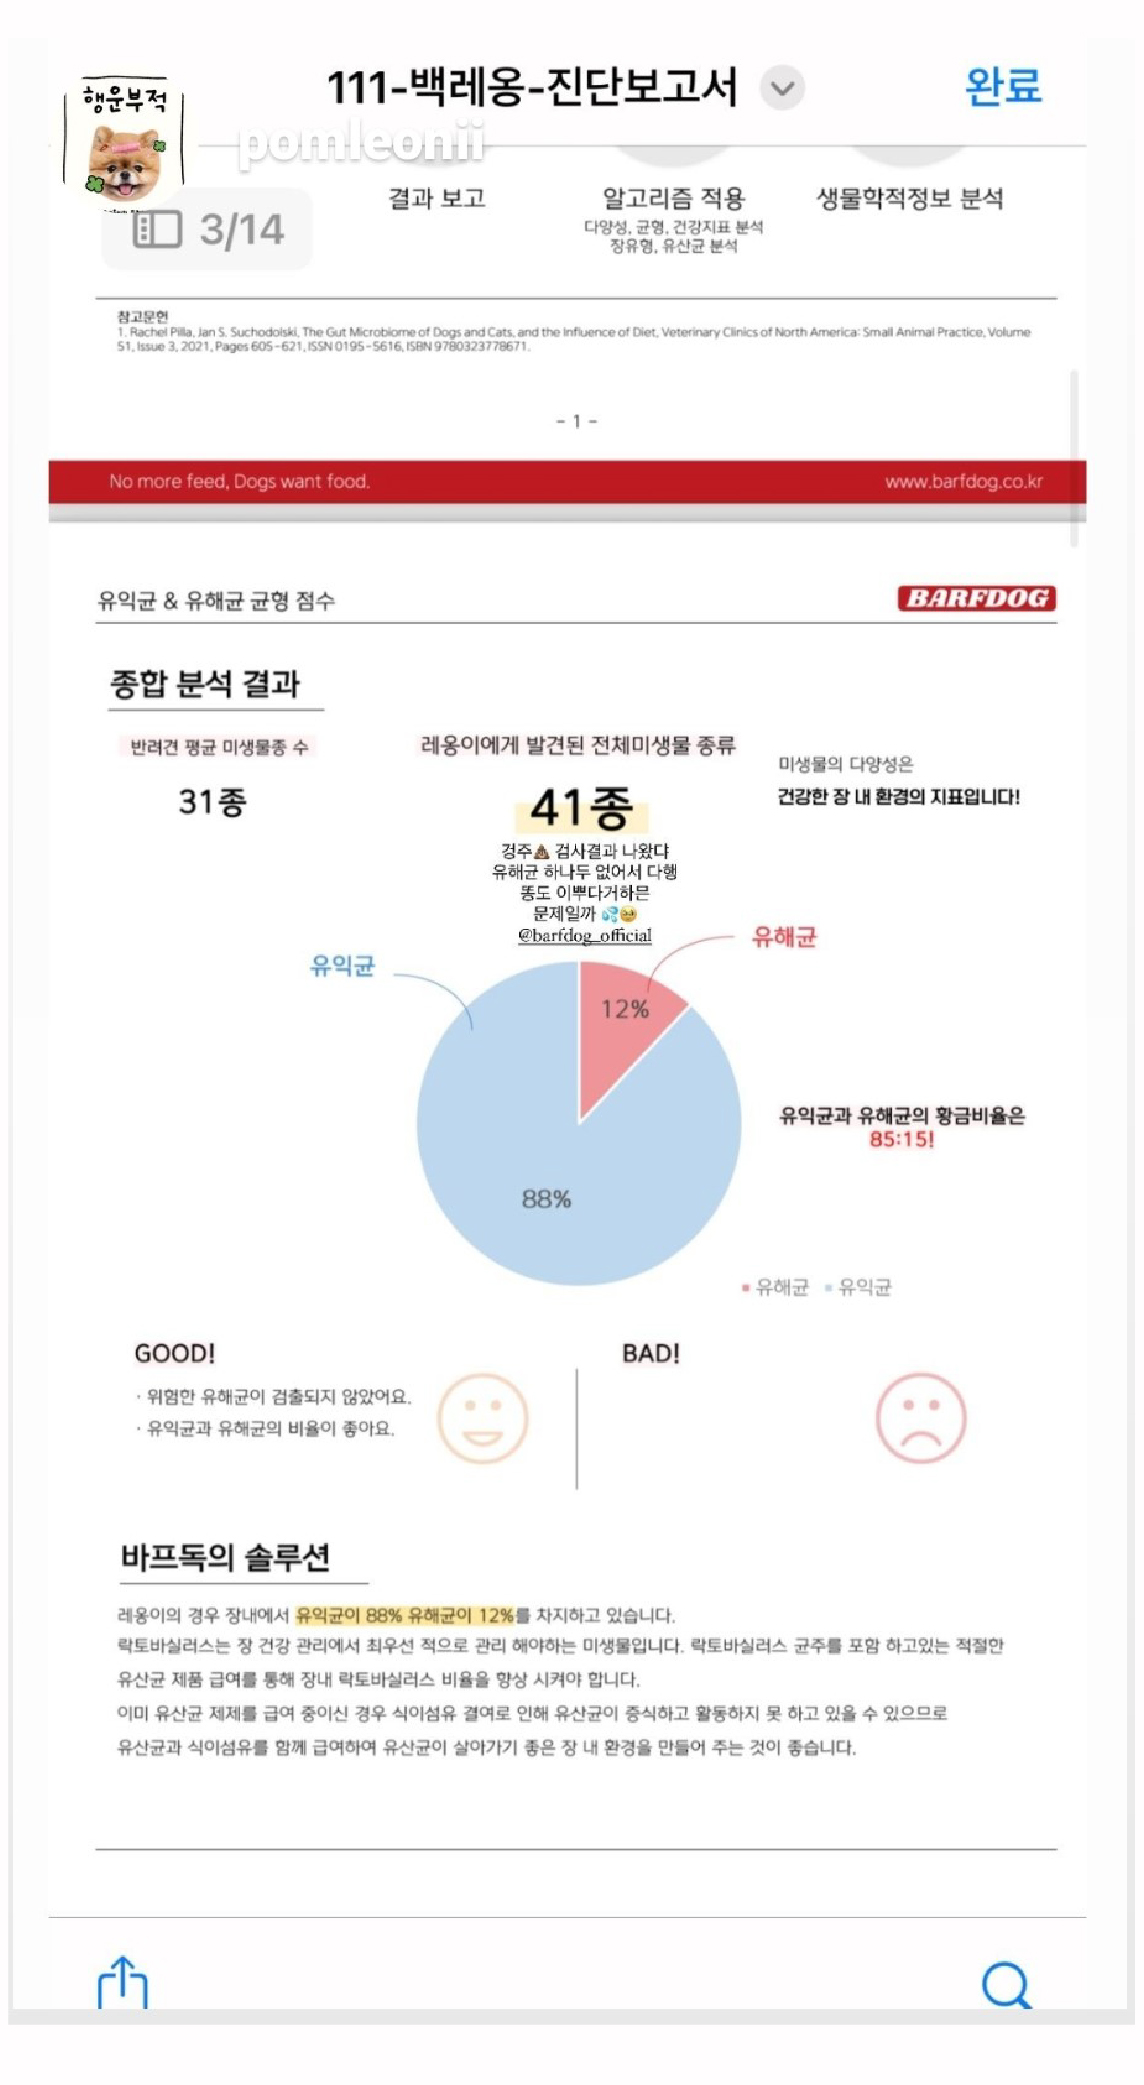 111-백레옹-진단보고서
완료
행운부적
pomleonii
3/14
결과 보고
알고리즘 적용
다양성, 균형, 건강지표 분석
장유형, 유산균 분석
생물학적정보 분석
참고문헌
1. Rachel Pilla, Jan S. Suchodolski, The Gut Microbiome of Dogs and Cats, and the Influence of Diet, Veterinary Clinics of North America: Small Animal Practice, Volume
51, Issue 3, 2021, Pages 605-621, ISSN 0195-5616, ISBN 9780323778671.
- 1 -
No more feed, Dogs want food.
www.barfdog.co.kr
유익균 & 유해균 균형 점수
BARFDOG
종합 분석 결과
반려견 평균 미생물종 수
31종
레옹이에게 발견된 전체미생물 종류
41종
미생물의 다양성은
건강한 장 내 환경의 지표입니다!
경주💩 검사결과 나왔댜
유해균 하나두 없어서 다행
똥도 이뿌다거하믄
문제일까 💦🥹
@barfdog_official
유해균
유익균
12%
88%
유익균과 유해균의 황금비율은
85:15!
유해균 유익균
GOOD!
· 위험한 유해균이 검출되지 않았어요.
· 유익균과 유해균의 비율이 좋아요.
BAD!
바프독의 솔루션
레옹이의 경우 장내에서 유익균이 88% 유해균이 12%를 차지하고 있습니다.
락토바실러스는 장 건강 관리에서 최우선 적으로 관리 해야하는 미생물입니다. 락토바실러스 균주를 포함 하고있는 적절한
유산균 제품 급여를 통해 장내 락토바실러스 비율을 향상 시켜야 합니다.
이미 유산균 제제를 급여 중이신 경우 식이섬유 결여로 인해 유산균이 증식하고 활동하지 못 하고 있을 수 있으므로
유산균과 식이섬유를 함께 급여하여 유산균이 살아가기 좋은 장 내 환경을 만들어 주는 것이 좋습니다.